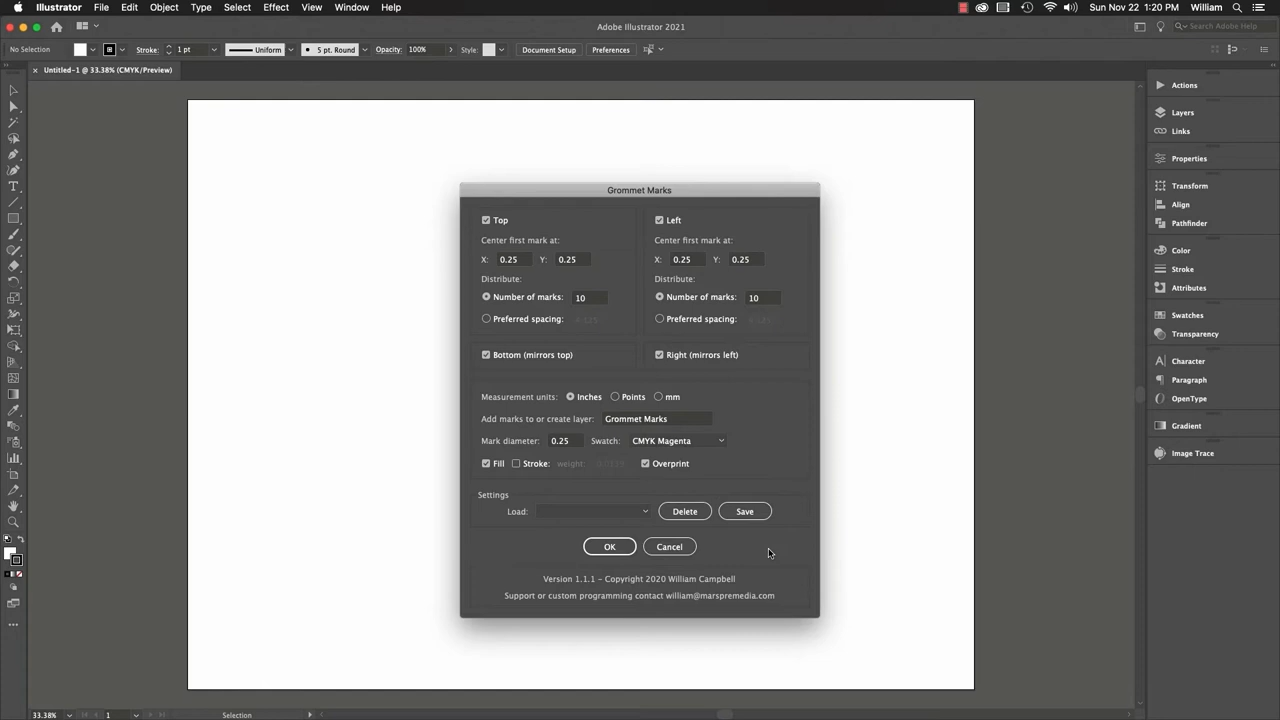 Illustrator File Edit Object Type Select Effect View Window Help Sun Nov 22 1:20 PM William
Adobe Illustrator 2021 Search Adobe Help
No Selection Stroke: 1 pt Uniform 5 pt. Round Opacity: 100% Style: Document Setup Preferences
× Untitled-1 @ 33.38% (CMYK/Preview)
Grommet Marks
Top
Center first mark at:
X: 0.25 Y: 0.25
Distribute:
Number of marks: 10
Preferred spacing:
Left
Center first mark at:
X: 0.25 Y: 0.25
Distribute:
Number of marks: 10
Preferred spacing:
Bottom (mirrors top)
Right (mirrors left)
Measurement units: Inches Points mm
Add marks to or create layer: Grommet Marks
Mark diameter: 0.25 Swatch: CMYK Magenta
Fill Stroke: weight: Overprint
Settings
Load: Delete Save
OK Cancel
Version 1.1.1 – Copyright 2020 William Campbell
Support or custom programming contact william@marspremedia.com
Actions
Layers
Links
Properties
Transform
Align
Pathfinder
Color
Stroke
Attributes
Swatches
Transparency
Character
Paragraph
OpenType
Gradient
Image Trace
33.38% 1 Selection